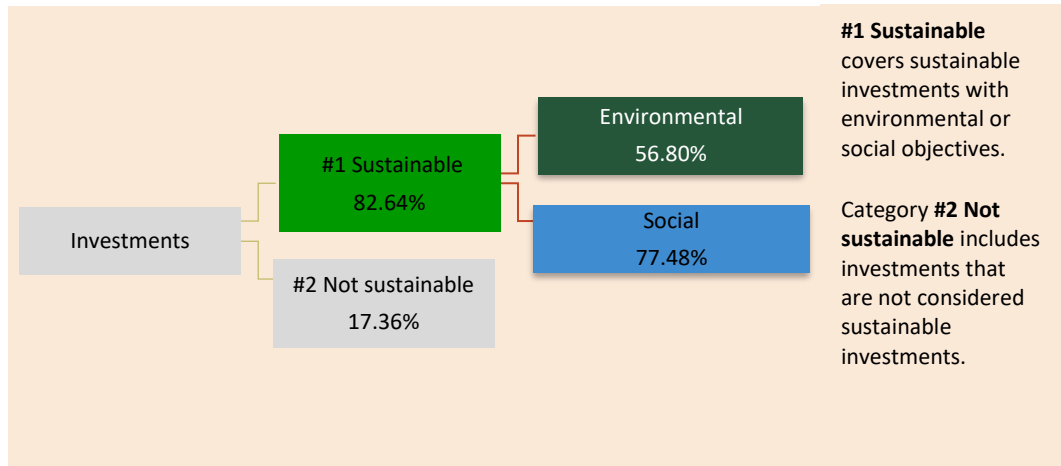 Investments
#1 Sustainable
82.64%
#2 Not sustainable
17.36%
Environmental
56.80%
Social
77.48%
#1 Sustainable
covers sustainable
investments with
environmental or
social objectives.
Category #2 Not
sustainable includes
investments that
are not considered
sustainable
investments.